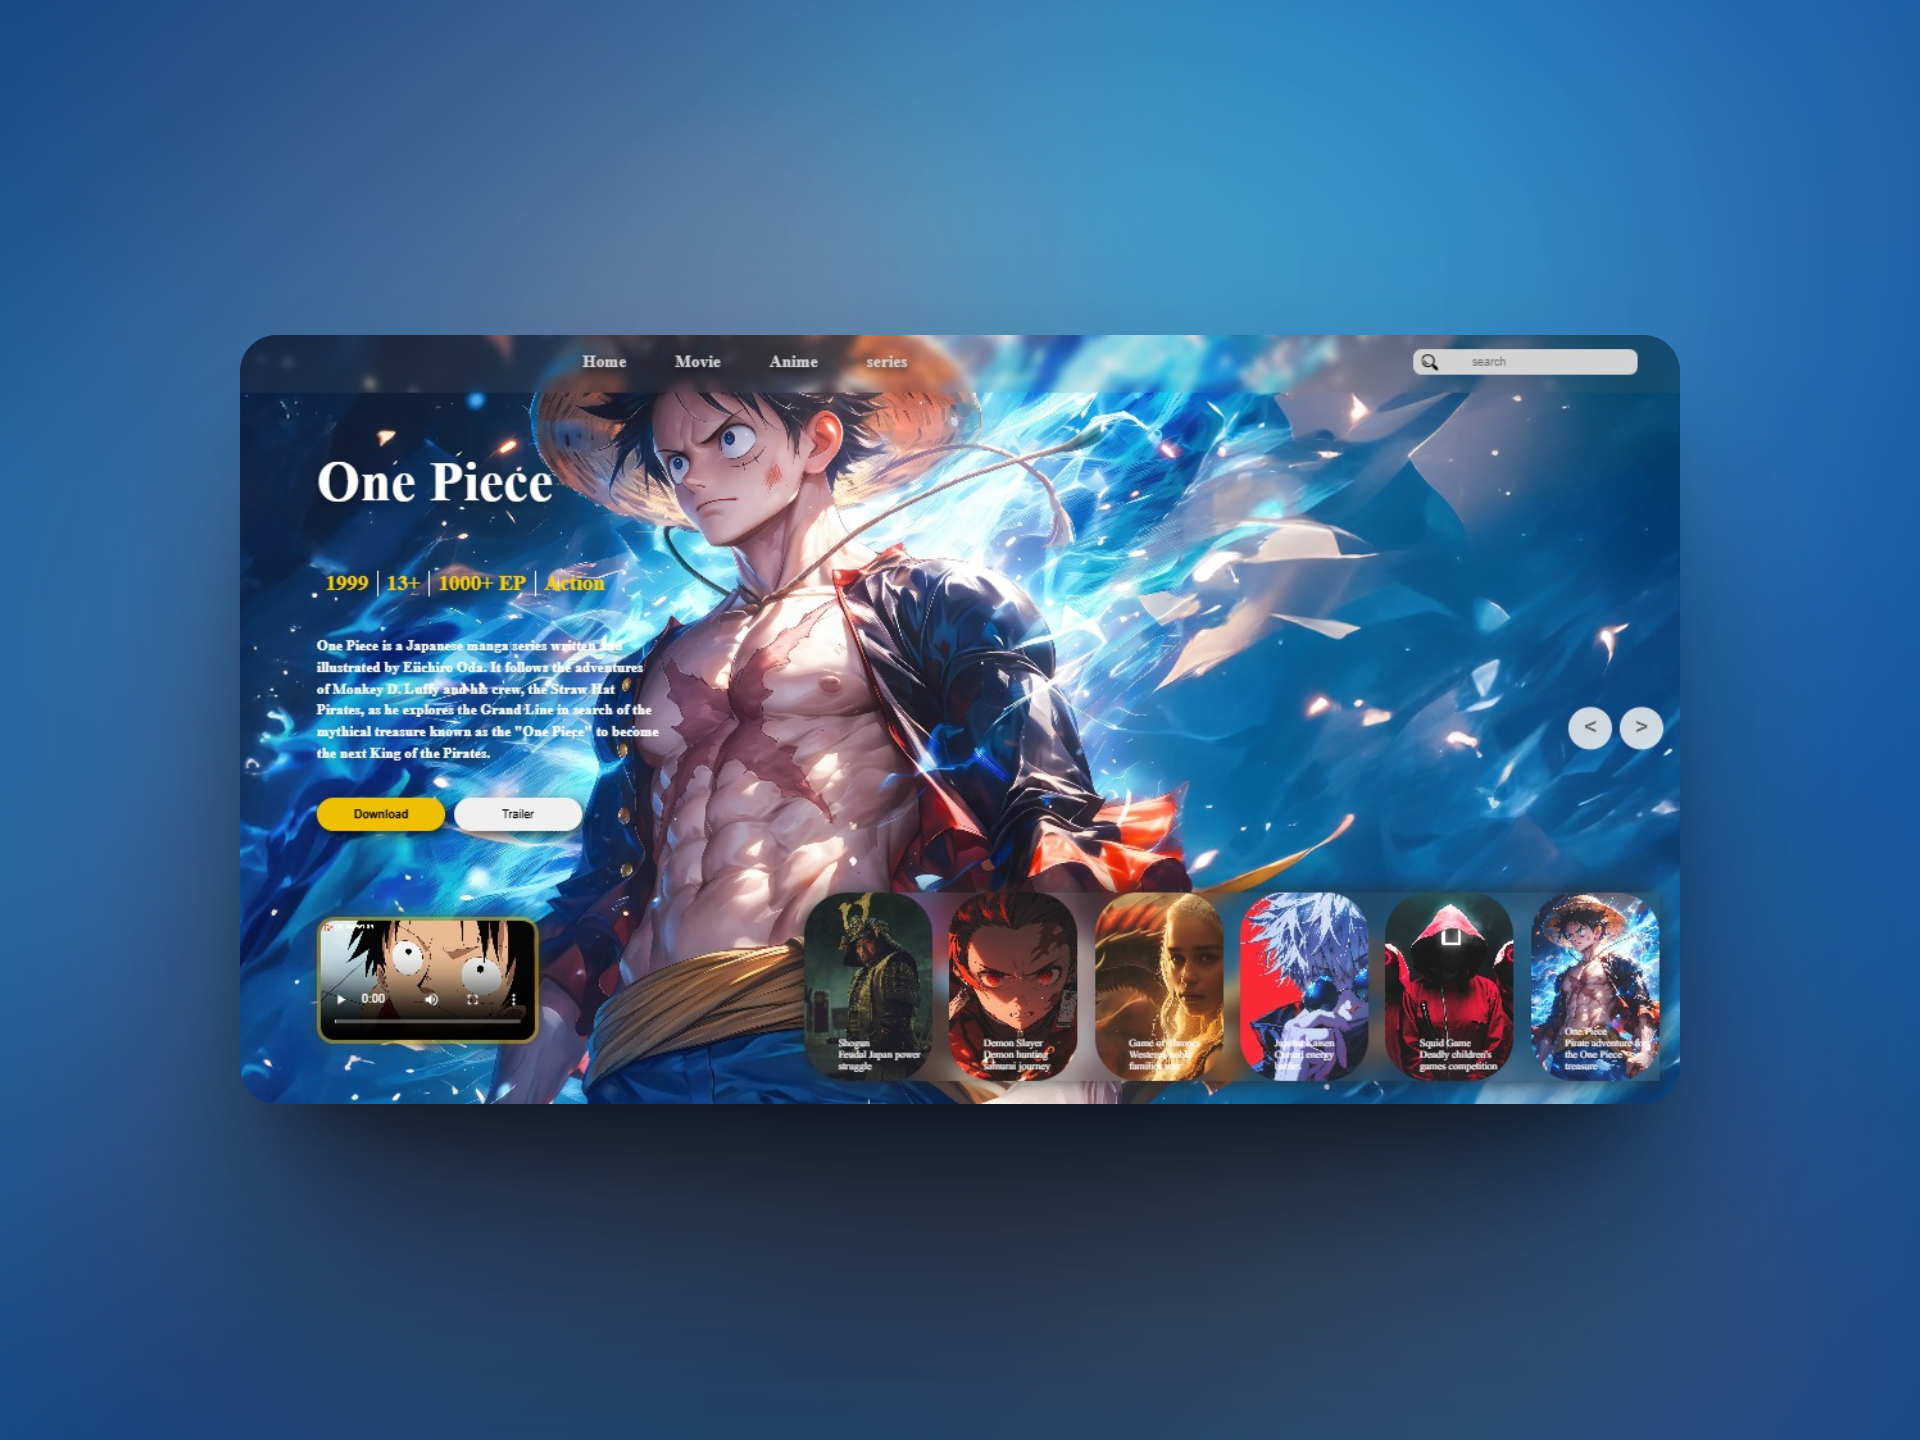 Home Movie Anime series
search
One Piece
1999 | 13+ | 1000+ EP | Action
One Piece is a Japanese manga series written and
illustrated by Eiichiro Oda. It follows the adventures
of Monkey D. Luffy and his crew, the Straw Hat
Pirates, as he explores the Grand Line in search of the
mythical treasure known as the "One Piece" to become
the next King of the Pirates.
< >
Download Trailer
0:00
Shogun
Feudal Japan power
struggle
Demon Slayer
Demon hunting
samurai journey
Game of Thrones
Western noble
families
Kaisen
Cursed energy
battles
Squid Game
Deadly children's
games competition
One Piece
Pirate adventure for
the One Piece
treasure